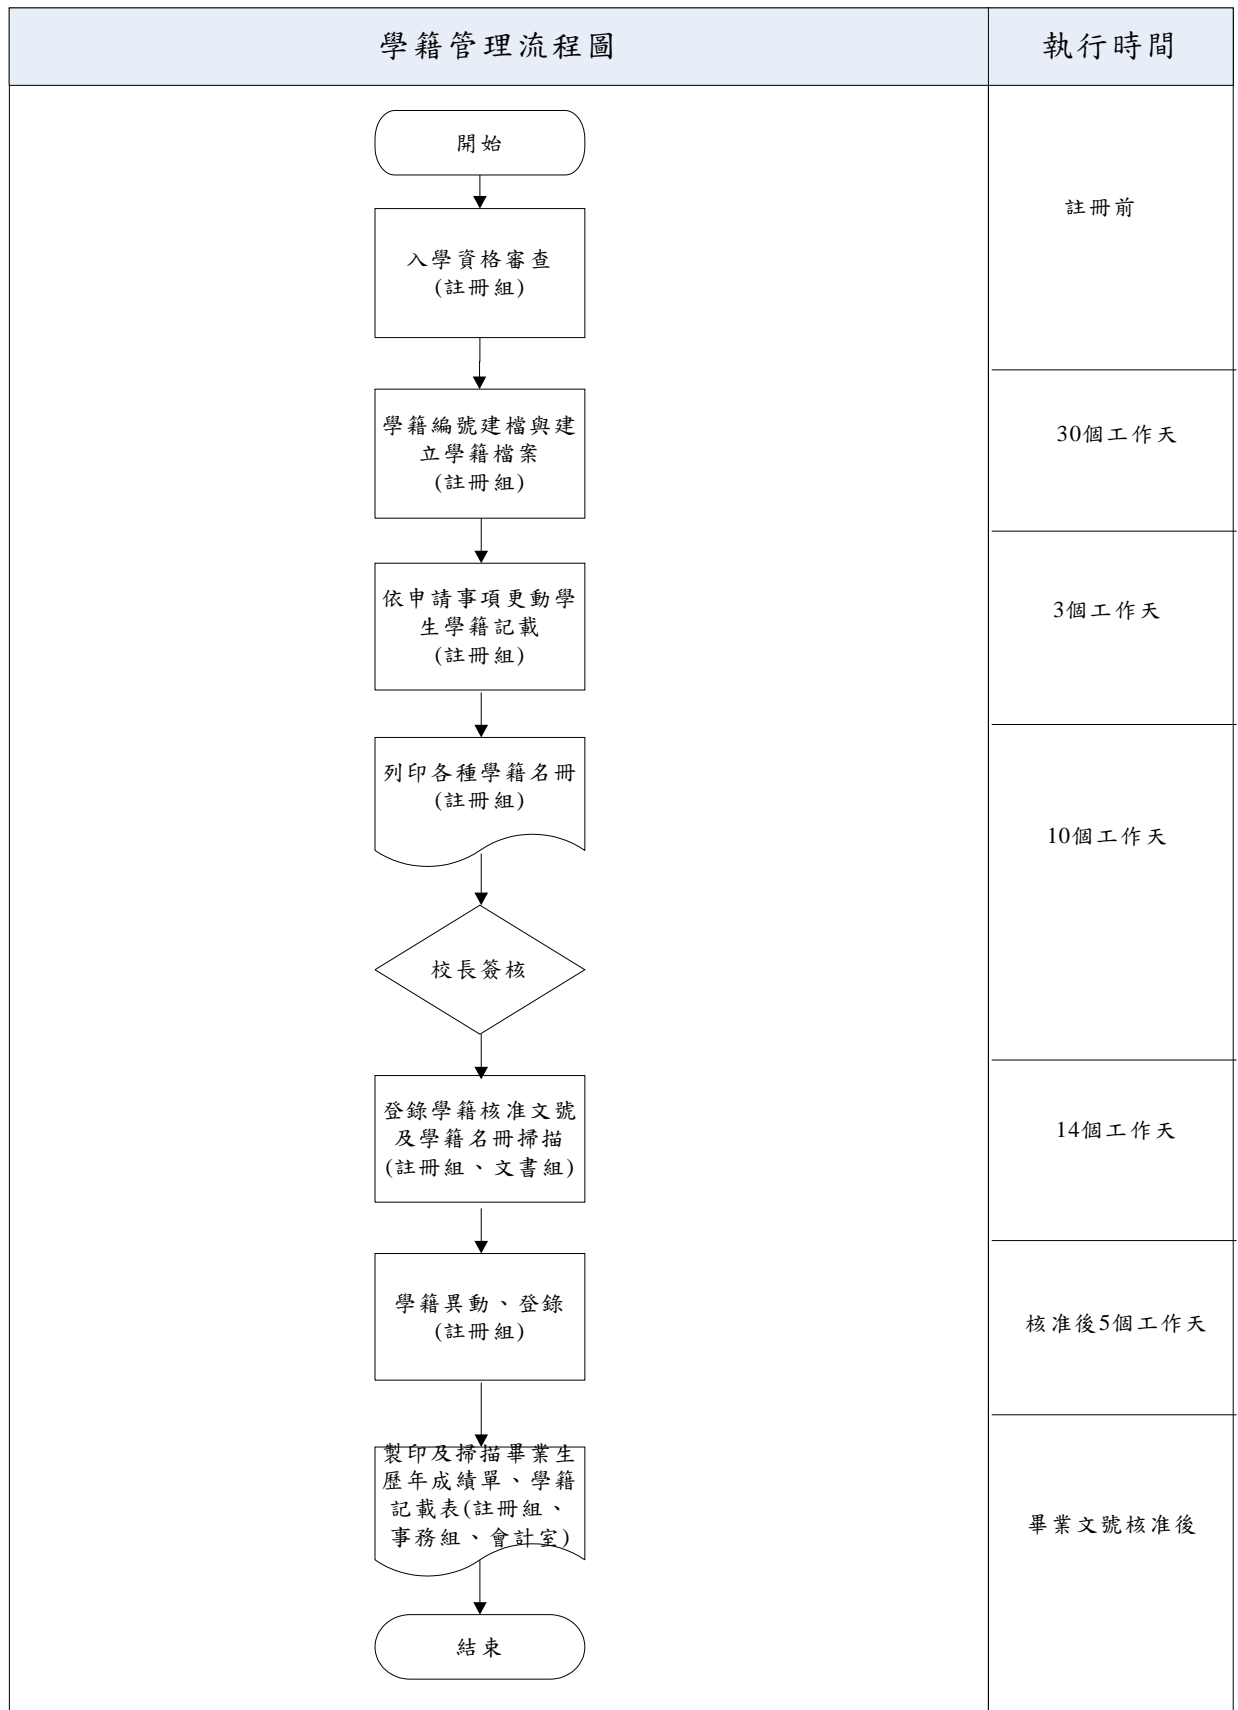 學籍管理流程圖
執行時間
開始
註冊前
入學資格審查
(註冊組)
學籍編號建檔與建
立學籍檔案
(註冊組)
30個工作天
依申請事項更動學
生學籍記載
(註冊組)
3個工作天
列印各種學籍名冊
(註冊組)
10個工作天
校長簽核
登錄學籍核准文號
及學籍名冊掃描
(註冊組、文書組)
14個工作天
學籍異動、登錄
(註冊組)
核准後5個工作天
製印及掃描畢業生
歷年成績單、學籍
記載表(註冊組、
事務組、會計室)
畢業文號核准後
結束